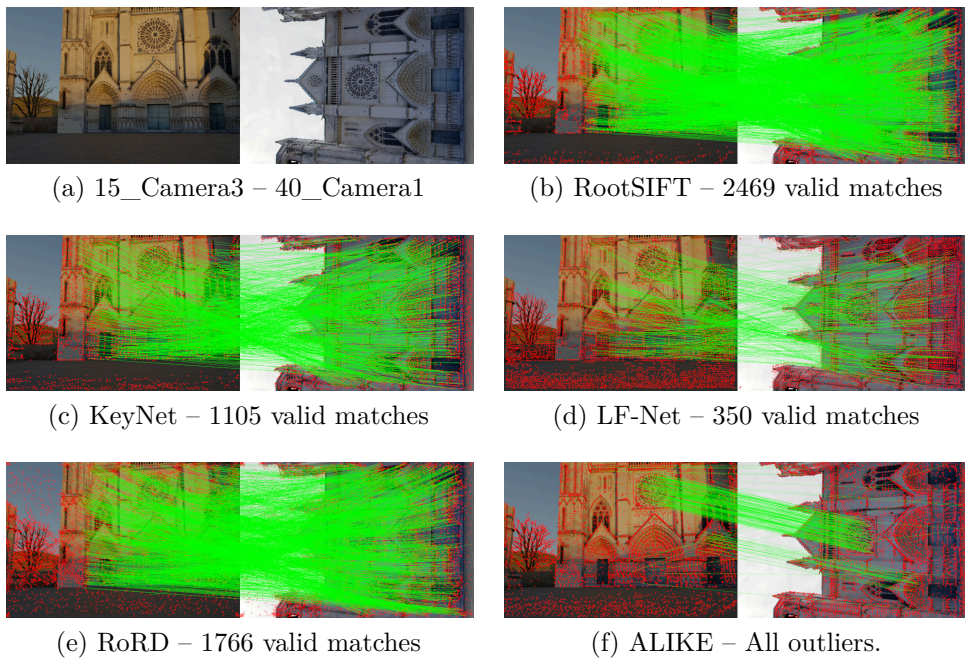 (a) 15_Camera3 – 40_Camera1
(b) RootSIFT – 2469 valid matches
(c) KeyNet – 1105 valid matches
(d) LF-Net – 350 valid matches
(e) RoRD – 1766 valid matches
(f) ALIKE – All outliers.